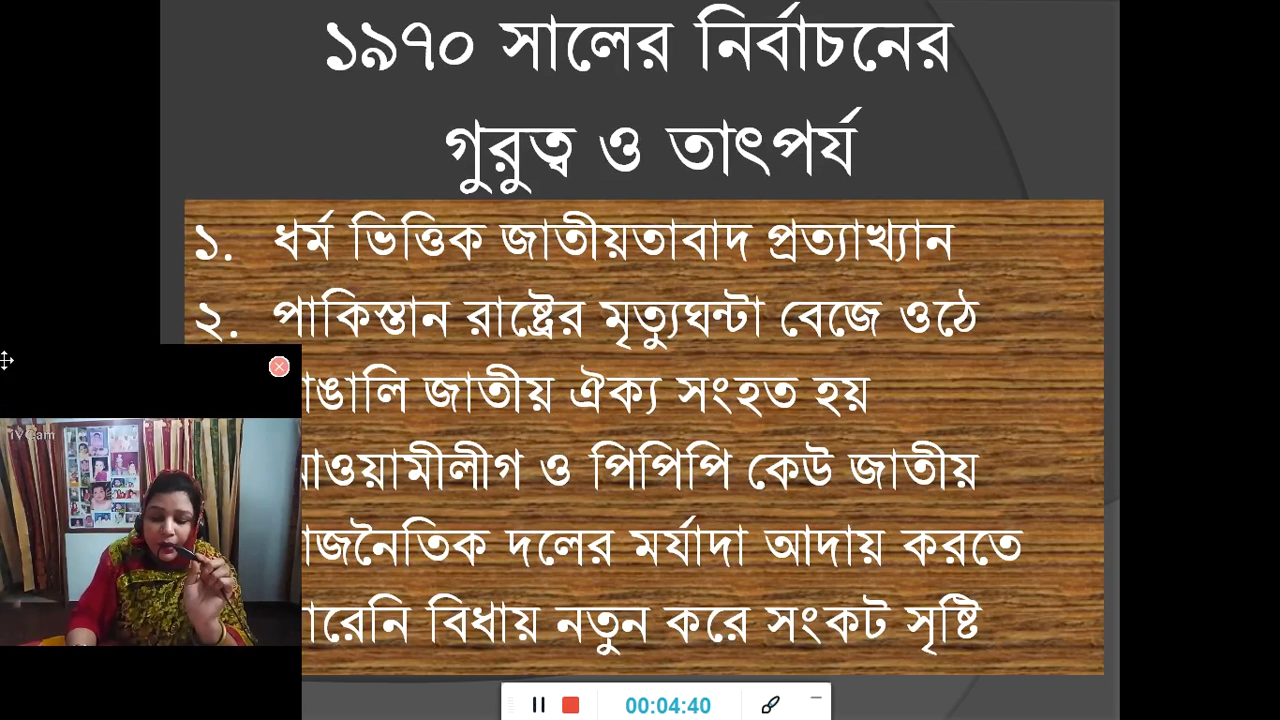 ১৯৭০ সালের নির্বাচনের
গুরুত্ব ও তাৎপর্য
১. ধর্ম ভিত্তিক জাতীয়তাবাদ প্রত্যাখ্যান
২. পাকিস্তান রাষ্ট্রের মৃত্যুঘন্টা বেজে ওঠে
জাতীয় ঐক্য সংহত হয়
ও পিপিপি কেউ জাতীয়
দলের মর্যাদা আদায় করতে
বিধায় নতুন করে সংকট সৃষ্টি
iVCam
00:04:40